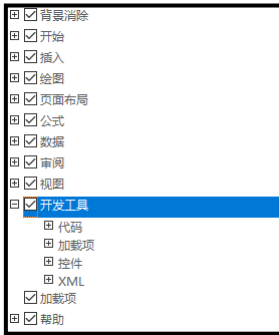 背景消除
开始
插入
绘图
页面布局
公式
数据
审阅
视图
开发工具
代码
加载项
控件
XML
加载项
帮助